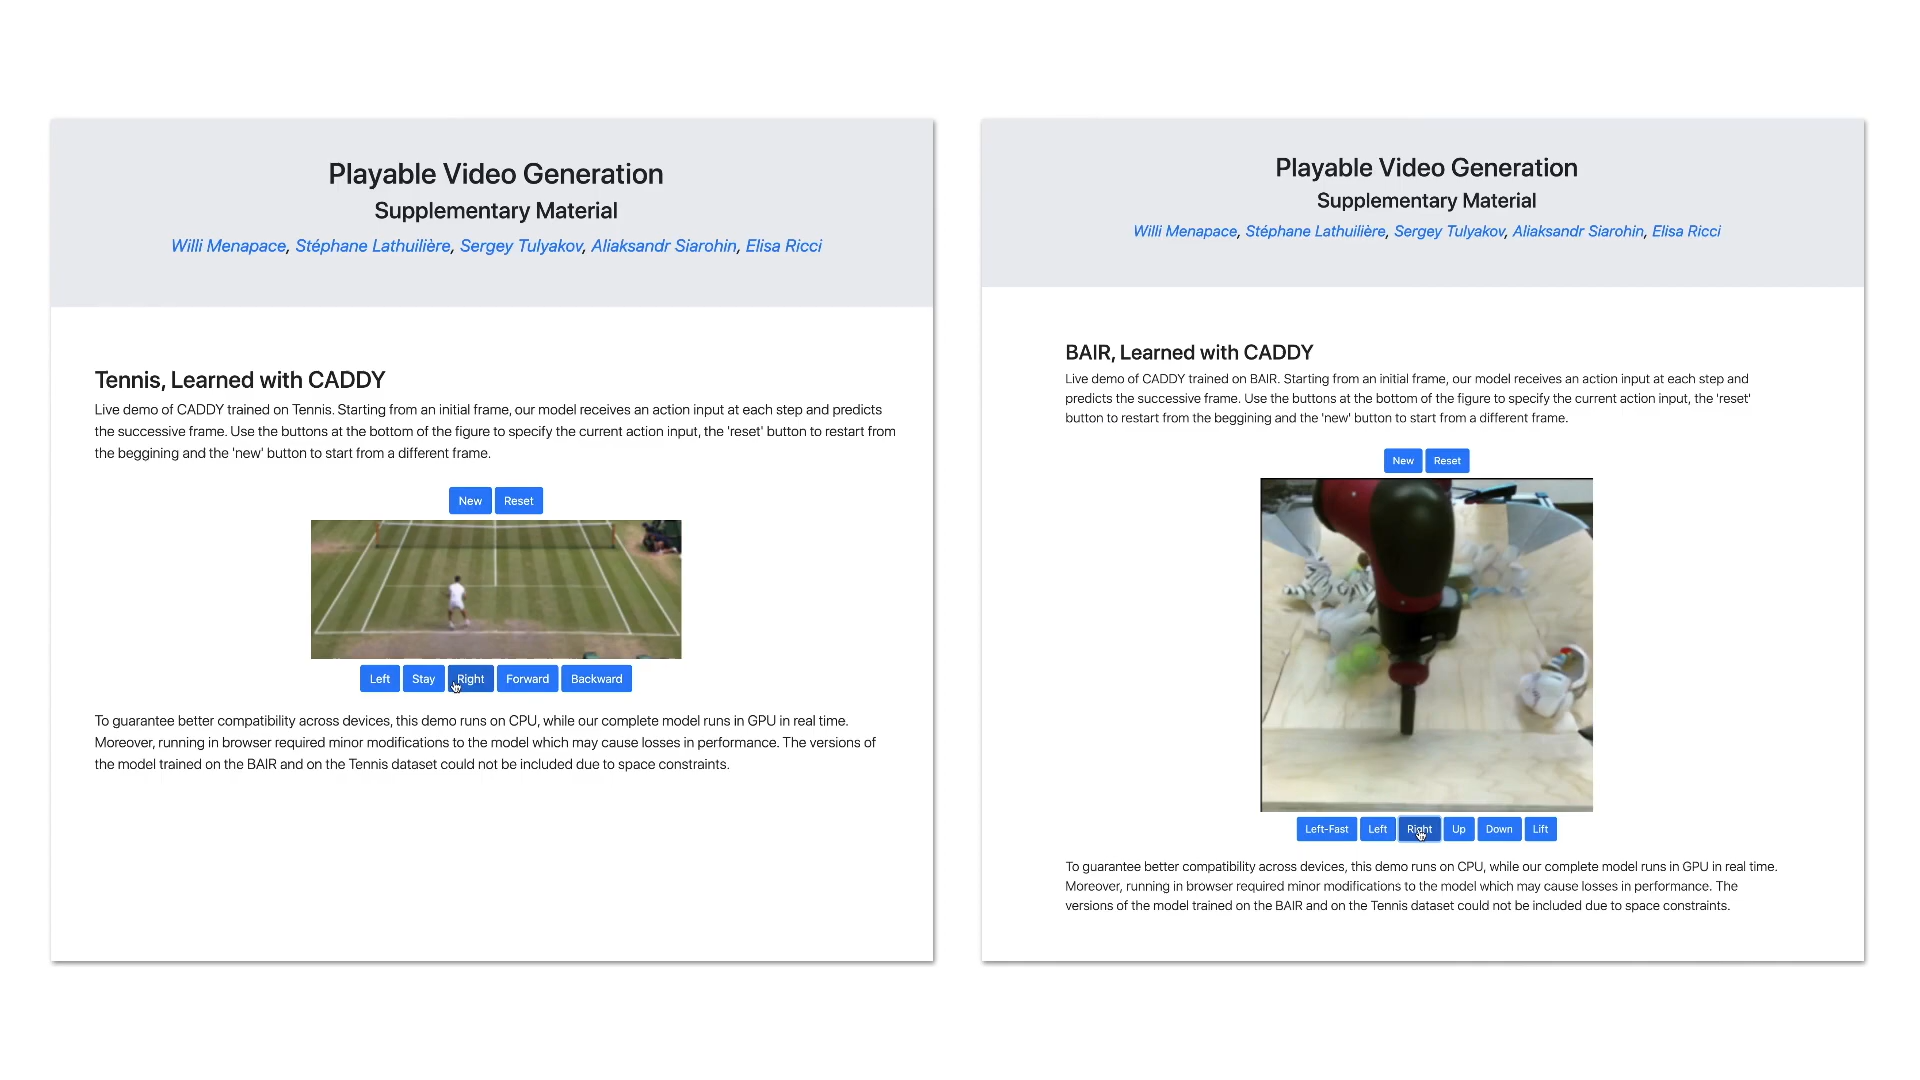 Playable Video Generation
Supplementary Material
Willi Menapace, Stéphane Lathuilière, Sergey Tulyakov, Aliaksandr Siarohin, Elisa Ricci
Tennis, Learned with CADDY
Live demo of CADDY trained on Tennis. Starting from an initial frame, our model receives an action input at each step and predicts
the successive frame. Use the buttons at the bottom of the figure to specify the current action input, the 'reset' button to restart from
the beggining and the 'new' button to start from a different frame.
New Reset
Left Stay Right Forward Backward
To guarantee better compatibility across devices, this demo runs on CPU, while our complete model runs in GPU in real time.
Moreover, running in browser required minor modifications to the model which may cause losses in performance. The versions of
the model trained on the BAIR and on the Tennis dataset could not be included due to space constraints.
Playable Video Generation
Supplementary Material
Willi Menapace, Stéphane Lathuilière, Sergey Tulyakov, Aliaksandr Siarohin, Elisa Ricci
BAIR, Learned with CADDY
Live demo of CADDY trained on BAIR. Starting from an initial frame, our model receives an action input at each step and
predicts the successive frame. Use the buttons at the bottom of the figure to specify the current action input, the 'reset'
button to restart from the beggining and the 'new' button to start from a different frame.
New Reset
Left-Fast Left Right Up Down Lift
To guarantee better compatibility across devices, this demo runs on CPU, while our complete model runs in GPU in real time.
Moreover, running in browser required minor modifications to the model which may cause losses in performance. The
versions of the model trained on the BAIR and on the Tennis dataset could not be included due to space constraints.